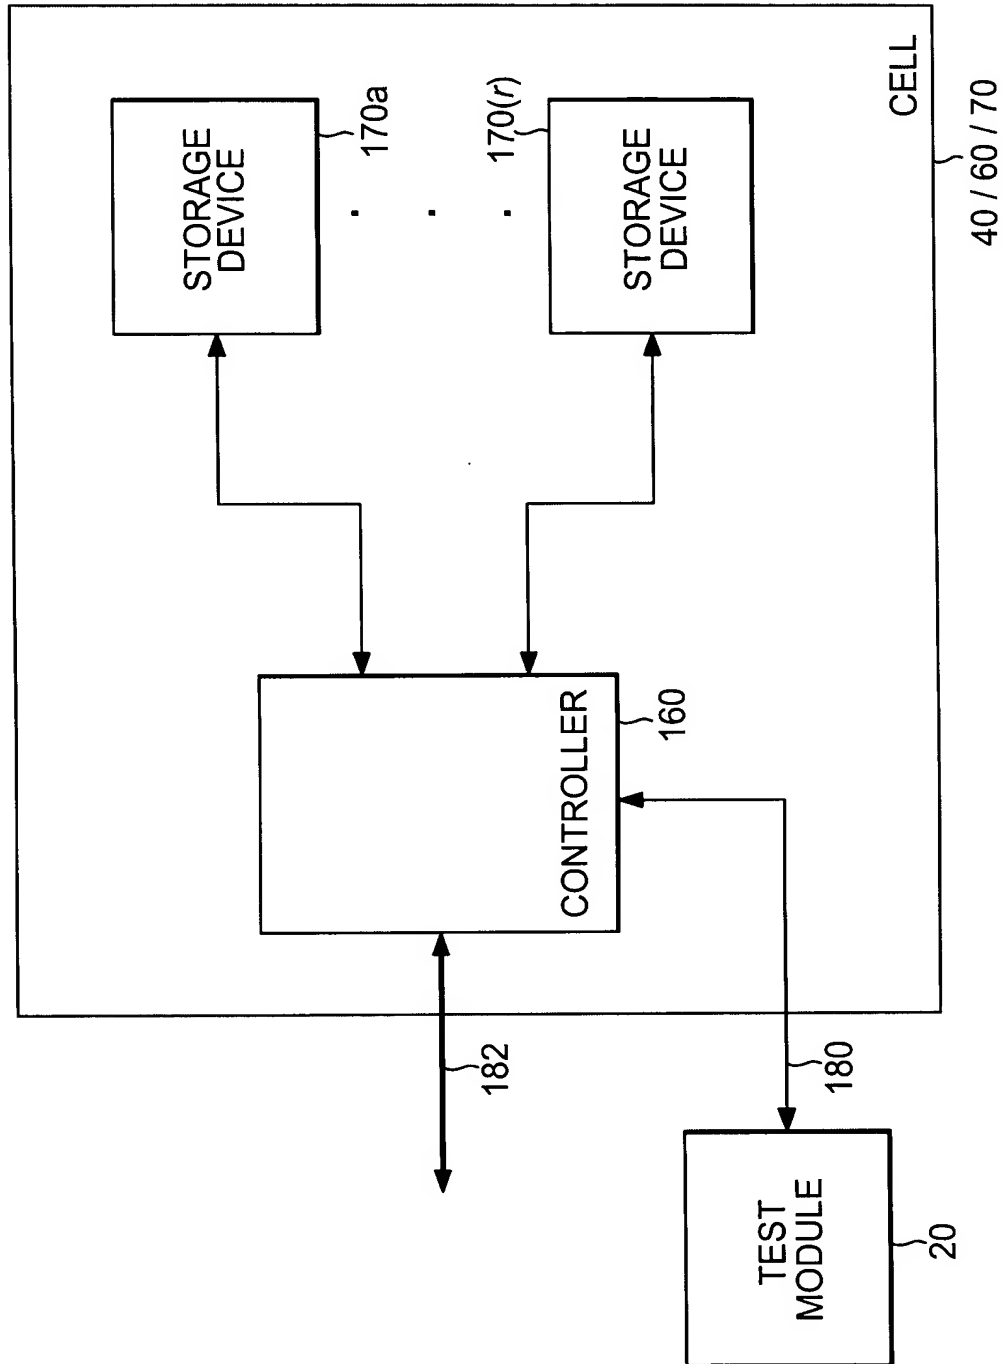 CELL
40 / 60 / 70
STORAGE
DEVICE
170a
STORAGE
DEVICE
170(r)
CONTROLLER
160
182
180
TEST
MODULE
20